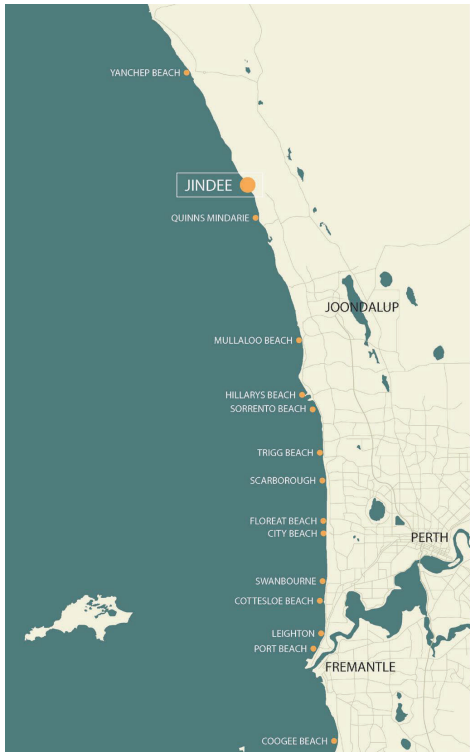 YANCHEP BEACH
JINDEE
QUINNS MINDARIE
JOONDALUP
MULLALOO BEACH
HILLARYS BEACH
SORRENTO BEACH
TRIGG BEACH
SCARBOROUGH
FLOREAT BEACH
CITY BEACH
PERTH
SWANBOURNE
COTTESLOE BEACH
LEIGHTON
PORT BEACH
FREMANTLE
COOGEE BEACH